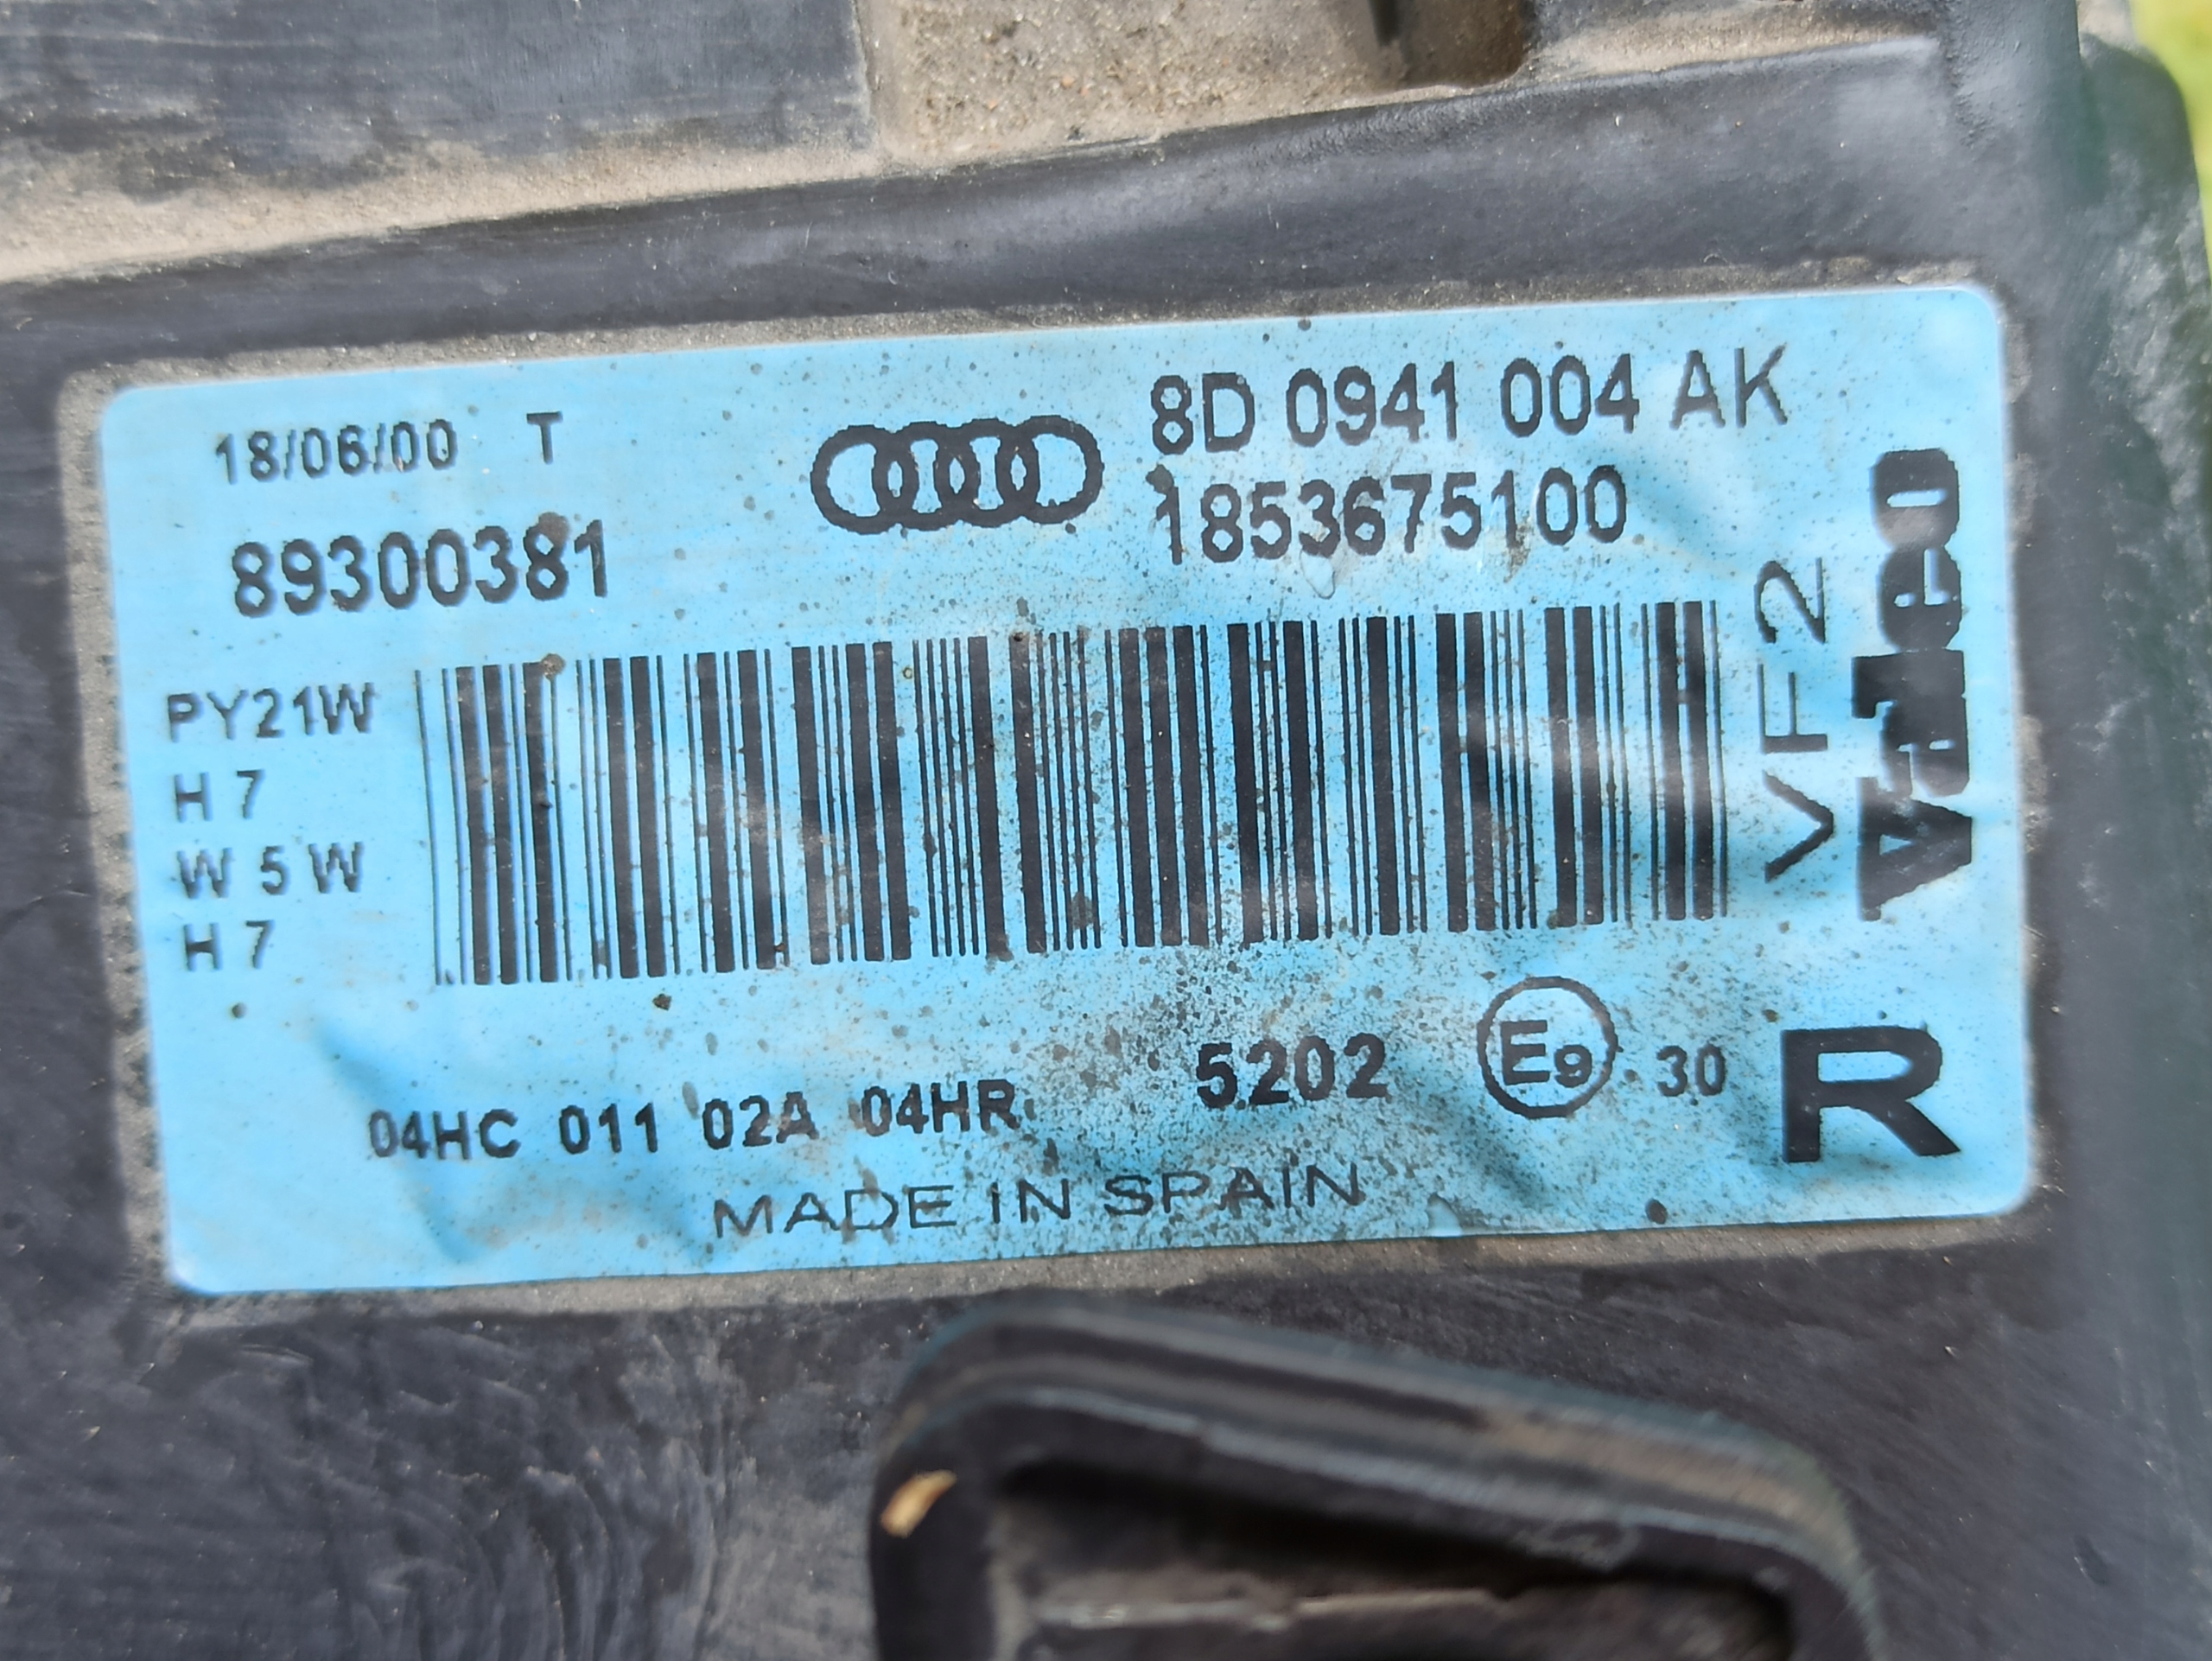 18/06/00 T
8D 0941 004 AK
89300381
1853675100
PY21W
H 7
W 5 W
H 7
VF2
Valeo
04HC 011 02A 04HR
5202
E9 30
R
MADE IN SPAIN